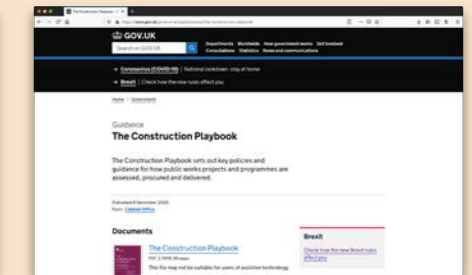 The Construction Playbook
GOV.UK
Search on GOV.UK
Departments Worldwide How government works Get involved
Consultations Statistics News and communications
→ Coronavirus (COVID-19) | National lockdown: stay at home
→ Brexit | Check how the new rules affect you
Home > Government
Guidance
The Construction Playbook
The Construction Playbook sets out key policies and
guidance for how public works projects and programmes are
assessed, procured and delivered.
Published 8 December 2020
From: Cabinet Office
Documents
Brexit
The Construction Playbook
Check how the new Brexit rules
affect you
This file may not be suitable for users of assistive technology.